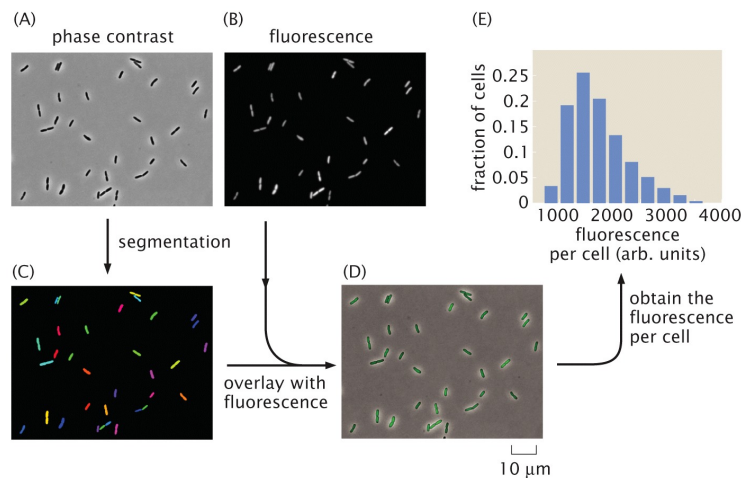 (A)
phase contrast
(B)
fluorescence
(E)
fraction of cells
0.25
0.2
0.15
0.1
0.05
0
1000 2000 3000 4000
fluorescence
per cell (arb. units)
segmentation
(C)
(D)
overlay with
fluorescence
obtain the
fluorescence
per cell
10 μm